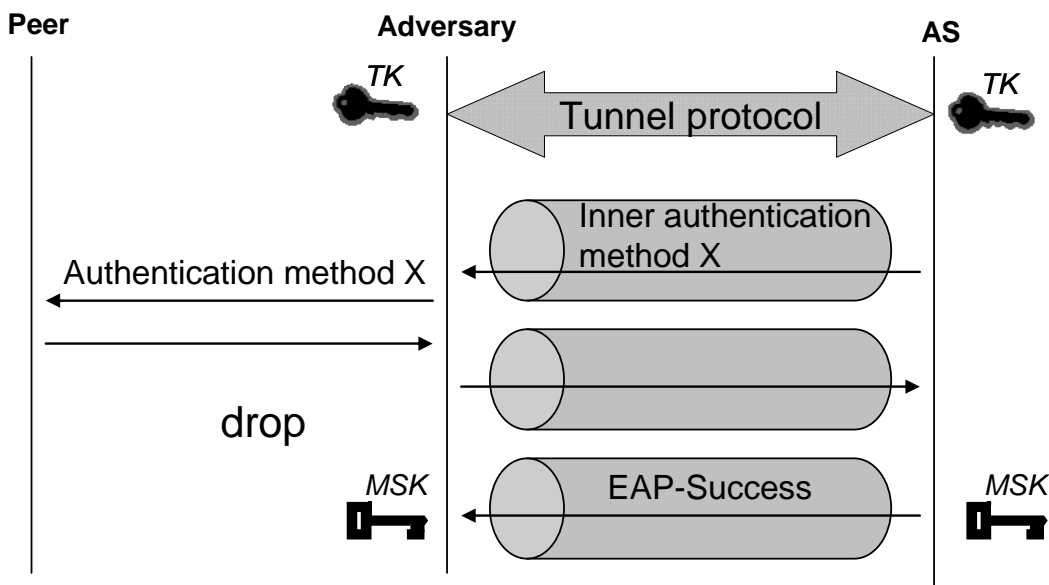 Peer
Adversary
AS
TK
TK
Tunnel protocol
Inner authentication
method X
Authentication method X
drop
MSK
EAP-Success
MSK